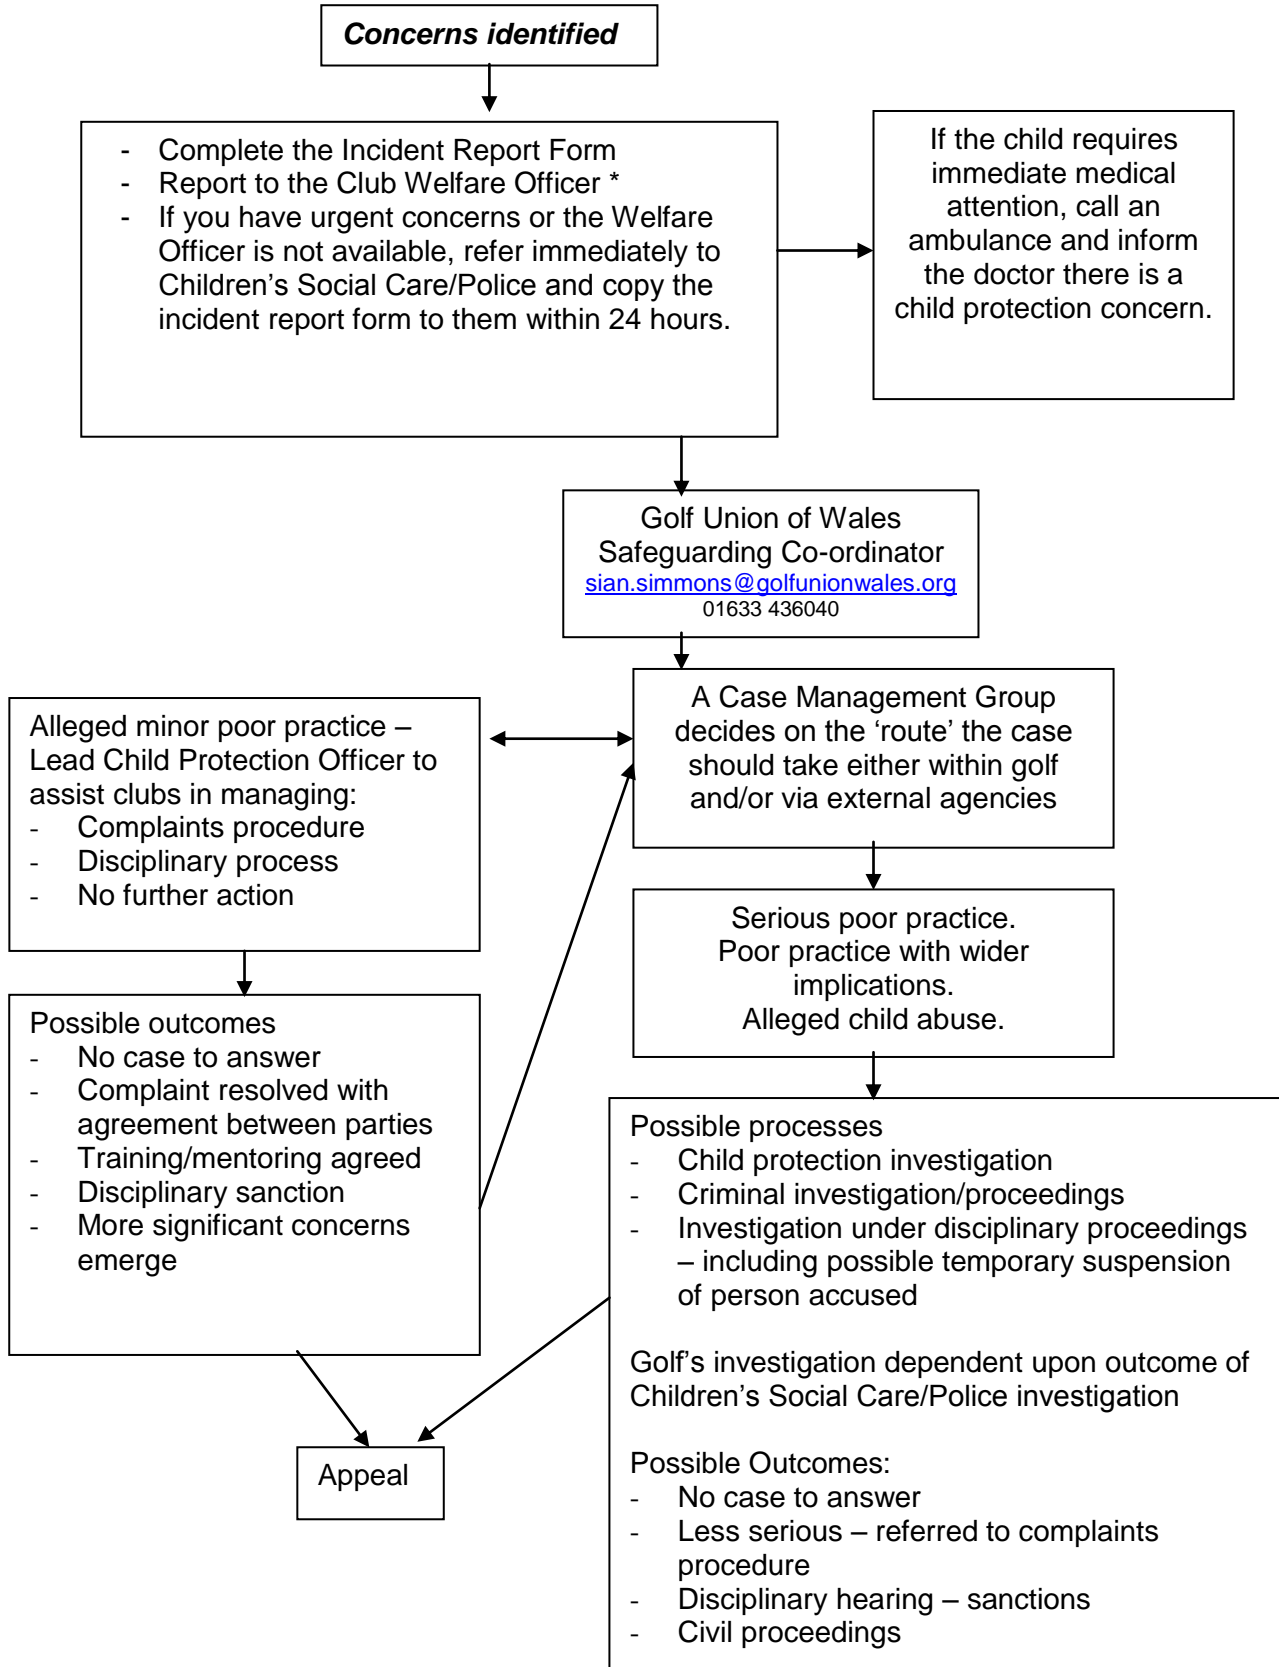 Concerns identified
- Complete the Incident Report Form
- Report to the Club Welfare Officer *
- If you have urgent concerns or the Welfare
Officer is not available, refer immediately to
Children’s Social Care/Police and copy the
incident report form to them within 24 hours.
If the child requires
immediate medical
attention, call an
ambulance and inform
the doctor there is a
child protection concern.
Golf Union of Wales
Safeguarding Co-ordinator
sian.simmons@golfunionwales.org
01633 436040
A Case Management Group
decides on the ‘route’ the case
should take either within golf
and/or via external agencies
Alleged minor poor practice –
Lead Child Protection Officer to
assist clubs in managing:
- Complaints procedure
- Disciplinary process
- No further action
Serious poor practice.
Poor practice with wider
implications.
Alleged child abuse.
Possible outcomes
- No case to answer
- Complaint resolved with
agreement between parties
- Training/mentoring agreed
- Disciplinary sanction
- More significant concerns
emerge
Possible processes
- Child protection investigation
- Criminal investigation/proceedings
- Investigation under disciplinary proceedings
– including possible temporary suspension
of person accused
Golf’s investigation dependent upon outcome of
Children’s Social Care/Police investigation
Possible Outcomes:
- No case to answer
- Less serious – referred to complaints
procedure
- Disciplinary hearing – sanctions
- Civil proceedings
Appeal